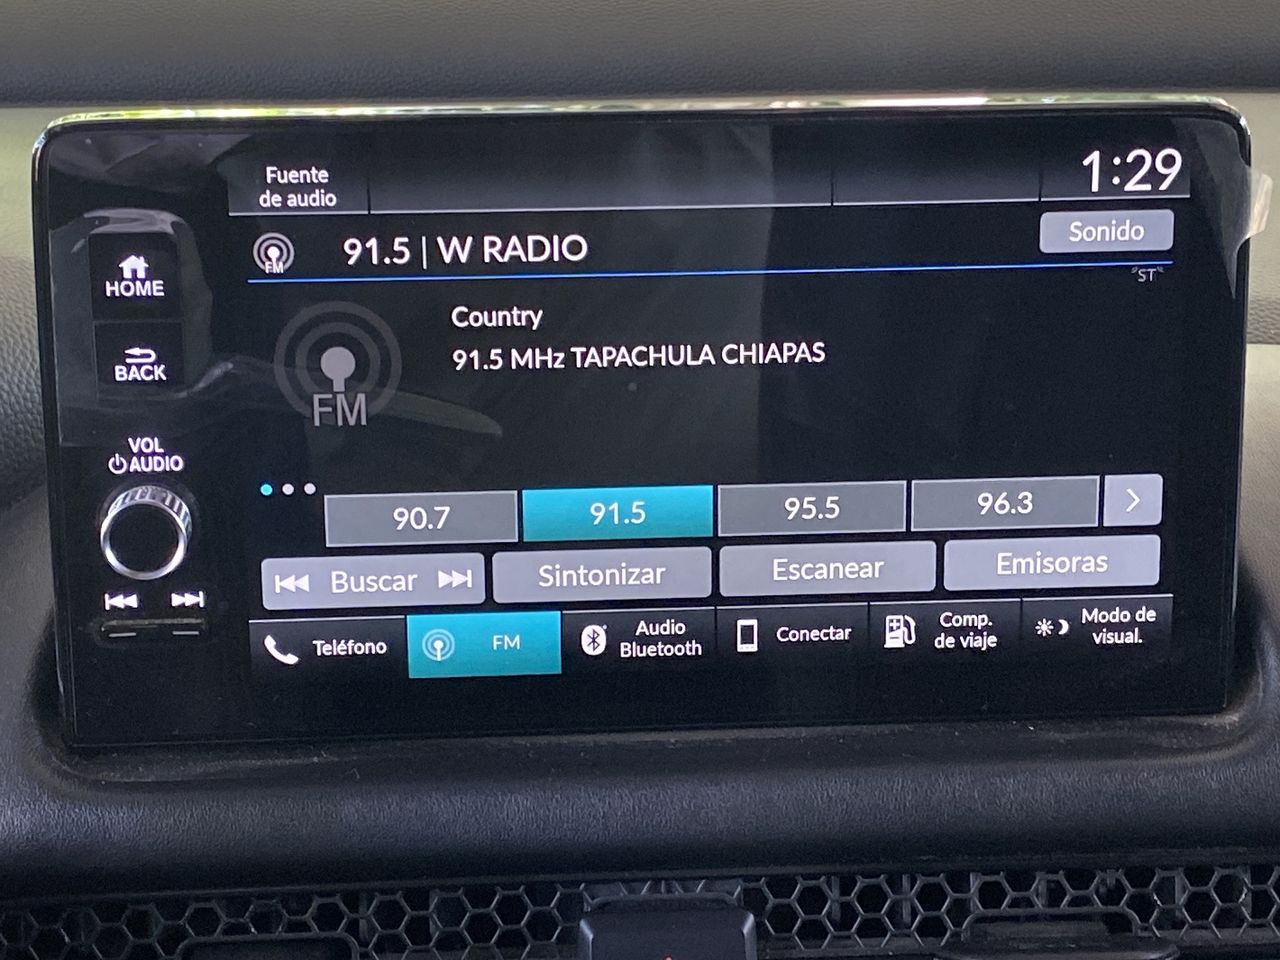 Fuente
de audio
1:29
FM
91.5 | W RADIO
Sonido
"ST"
HOME
Country
91.5 MHz TAPACHULA CHIAPAS
BACK
FM
VOL
AUDIO
90.7
91.5
95.5
96.3
Buscar
Sintonizar
Escanear
Emisoras
Teléfono
FM
Audio
Bluetooth
Conectar
Comp.
de viaje
Modo de
visual.